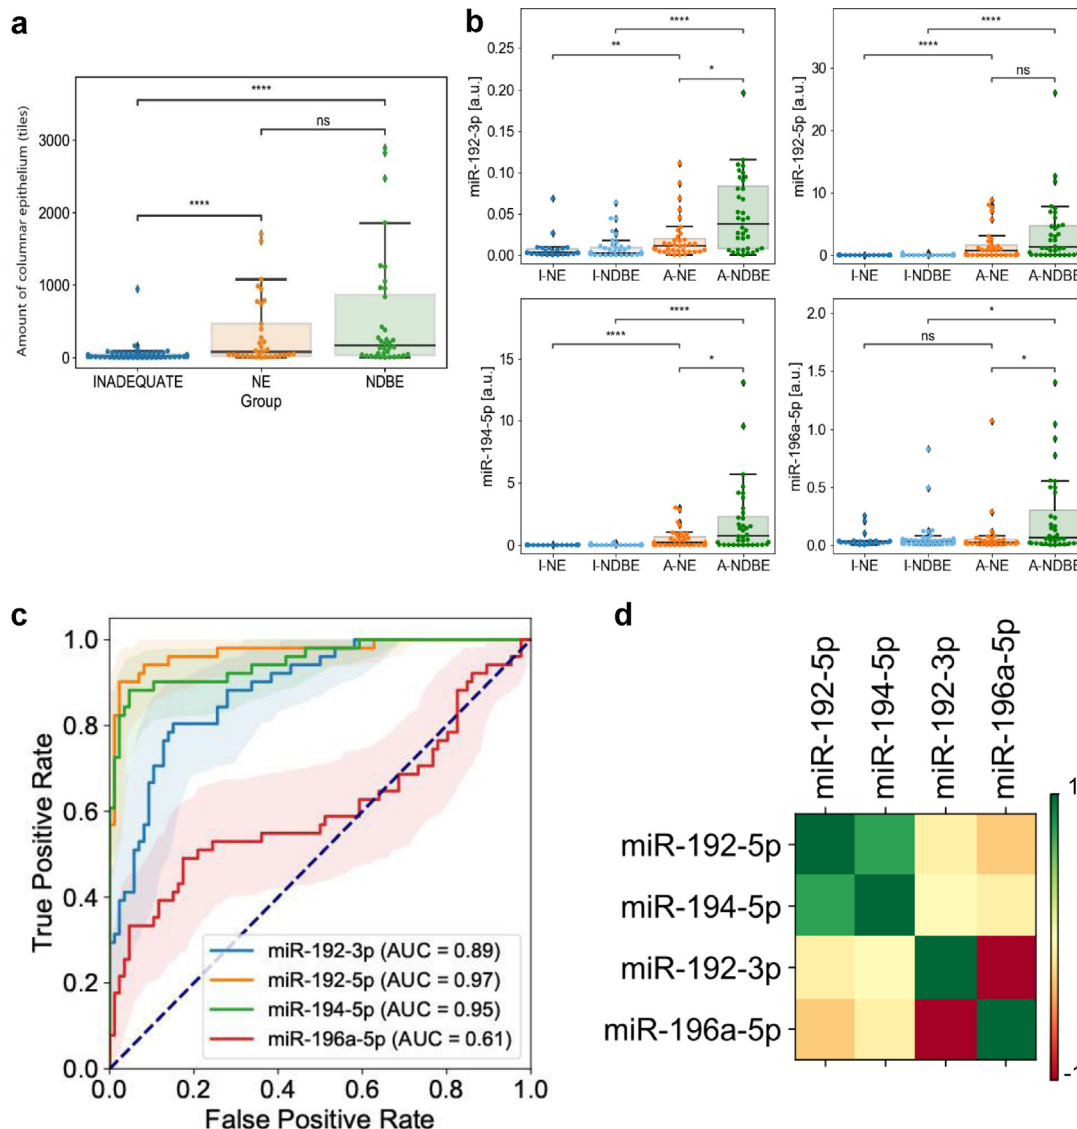 a
Amount of columnar epithelium (tiles)
3000
2000
1000
0
****
ns
****
INADEQUATE NE NDBE
Group
b
miR-192-3p [a.u.]
0.25
0.20
0.15
0.10
0.05
0.00
****
**
*
I-NE I-NDBE A-NE A-NDBE
miR-192-5p [a.u.]
30
20
10
0
****
****
ns
I-NE I-NDBE A-NE A-NDBE
miR-194-5p [a.u.]
15
10
5
0
****
****
*
I-NE I-NDBE A-NE A-NDBE
miR-196a-5p [a.u.]
2.0
1.5
1.0
0.5
0.0
*
ns
*
I-NE I-NDBE A-NE A-NDBE
c
True Positive Rate
1.0
0.8
0.6
0.4
0.2
0.0
miR-192-3p (AUC = 0.89)
miR-192-5p (AUC = 0.97)
miR-194-5p (AUC = 0.95)
miR-196a-5p (AUC = 0.61)
0.0 0.2 0.4 0.6 0.8 1.0
False Positive Rate
d
miR-192-5p
miR-194-5p
miR-192-3p
miR-196a-5p
miR-192-5p
miR-194-5p
miR-192-3p
miR-196a-5p
1
-1